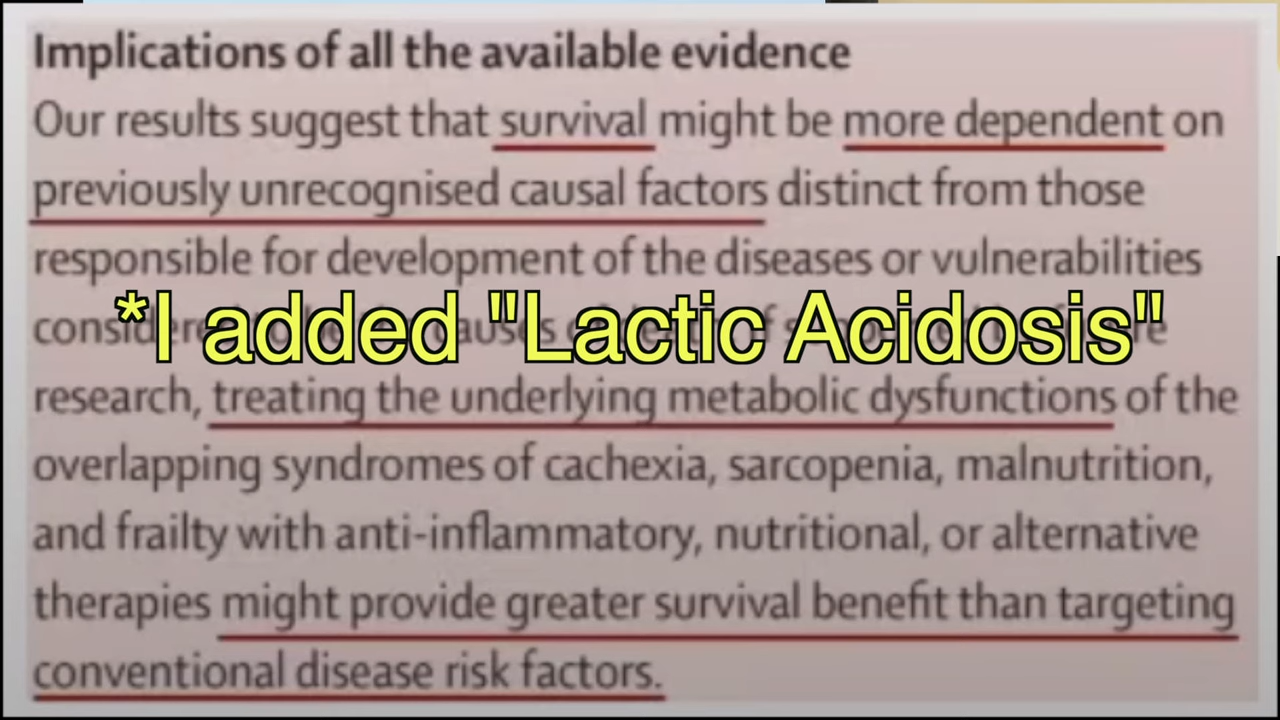 Implications of all the available evidence
Our results suggest that survival might be more dependent on
previously unrecognised causal factors distinct from those
responsible for development of the diseases or vulnerabilities
*I added "Lactic Acidosis"
research, treating the underlying metabolic dysfunctions of the
overlapping syndromes of cachexia, sarcopenia, malnutrition,
and frailty with anti-inflammatory, nutritional, or alternative
therapies might provide greater survival benefit than targeting
conventional disease risk factors.